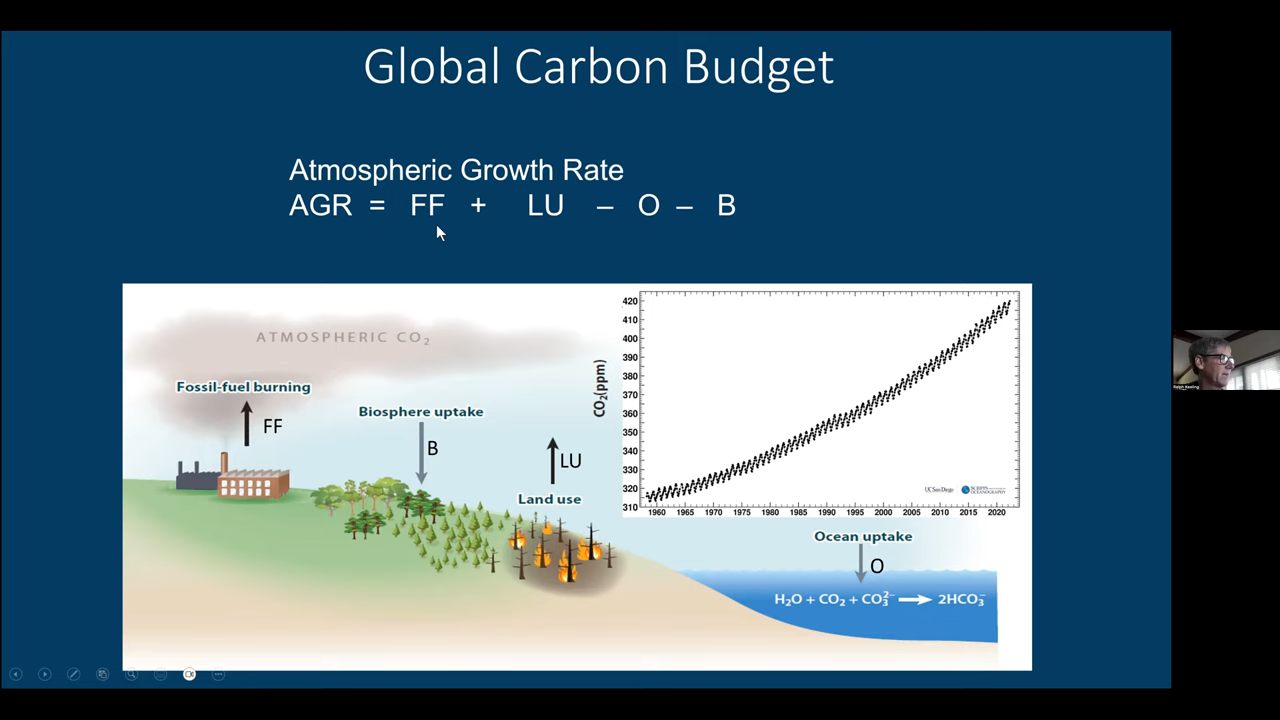 Global Carbon Budget
Atmospheric Growth Rate
AGR = FF + LU – O – B
ATMOSPHERIC CO₂
Fossil-fuel burning
FF
Biosphere uptake
B
LU
Land use
CO₂(ppm)
420
410
400
390
380
370
360
350
340
330
320
310
1960 1965 1970 1975 1980 1985 1990 1995 2000 2005 2010 2015 2020
UC San Diego
SCRIPPS
OCEANOGRAPHY
Ocean uptake
O
H₂O + CO₂ + CO₃²⁻ → 2HCO₃⁻
Ralph Keeling